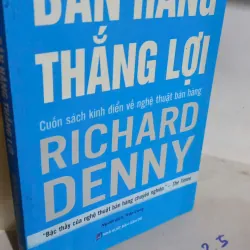 BÁN HÀNG
THẮNG LỢI
Cuốn sách kinh điển về nghệ thuật bán hàng
RICHARD
DENNY
"Bậc thầy của nghệ thuật bán hàng chuyên nghiệp" - The Times